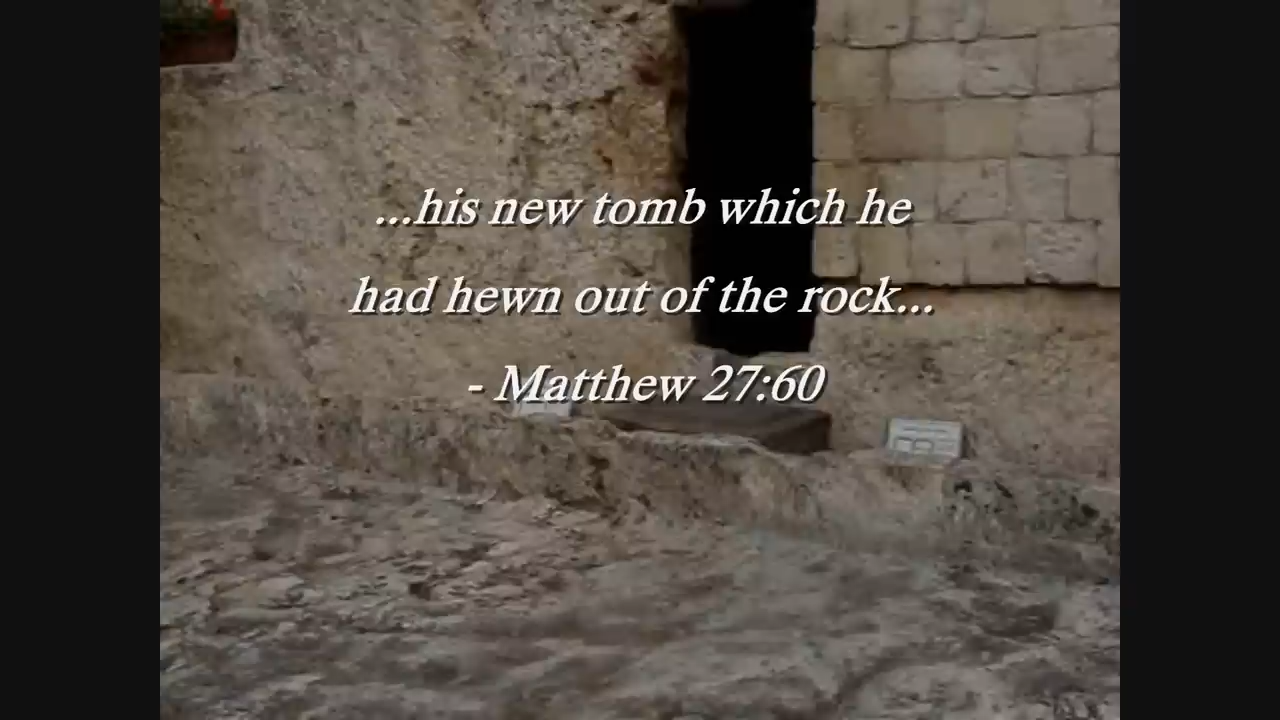 ...his new tomb which he
had hewn out of the rock...
- Matthew 27:60